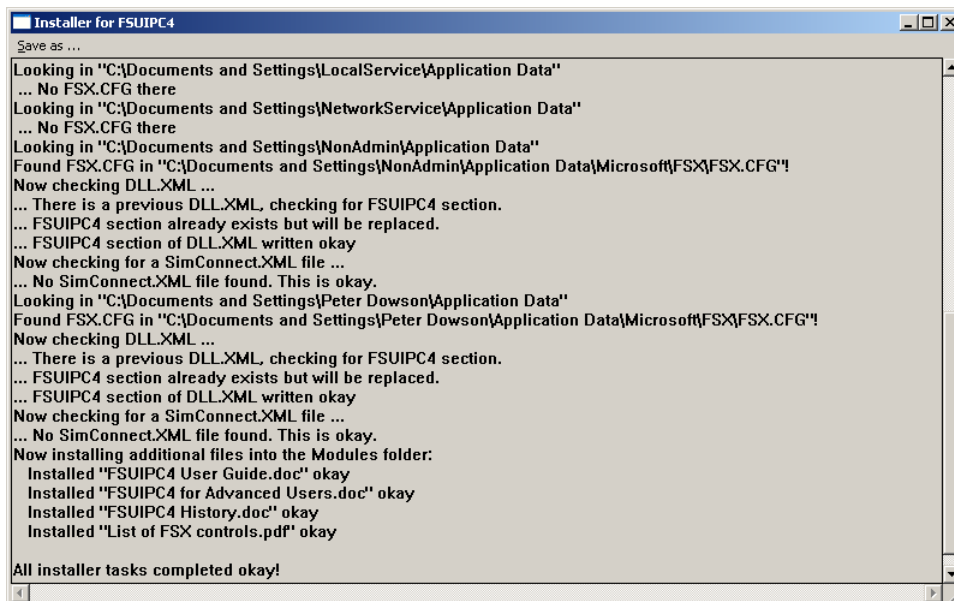 Installer for FSUIPC4
Save as ...
Looking in "C:\Documents and Settings\LocalService\Application Data"
... No FSX.CFG there
Looking in "C:\Documents and Settings\NetworkService\Application Data"
... No FSX.CFG there
Looking in "C:\Documents and Settings\NonAdmin\Application Data"
Found FSX.CFG in "C:\Documents and Settings\NonAdmin\Application Data\Microsoft\FSX\FSX.CFG"!
Now checking DLL.XML ...
... There is a previous DLL.XML, checking for FSUIPC4 section.
... FSUIPC4 section already exists but will be replaced.
... FSUIPC4 section of DLL.XML written okay
Now checking for a SimConnect.XML file ...
... No SimConnect.XML file found. This is okay.
Looking in "C:\Documents and Settings\Peter Dowson\Application Data"
Found FSX.CFG in "C:\Documents and Settings\Peter Dowson\Application Data\Microsoft\FSX\FSX.CFG"!
Now checking DLL.XML ...
... There is a previous DLL.XML, checking for FSUIPC4 section.
... FSUIPC4 section already exists but will be replaced.
... FSUIPC4 section of DLL.XML written okay
Now checking for a SimConnect.XML file ...
... No SimConnect.XML file found. This is okay.
Now installing additional files into the Modules folder:
Installed "FSUIPC4 User Guide.doc" okay
Installed "FSUIPC4 for Advanced Users.doc" okay
Installed "FSUIPC4 History.doc" okay
Installed "List of FSX controls.pdf" okay
All installer tasks completed okay!